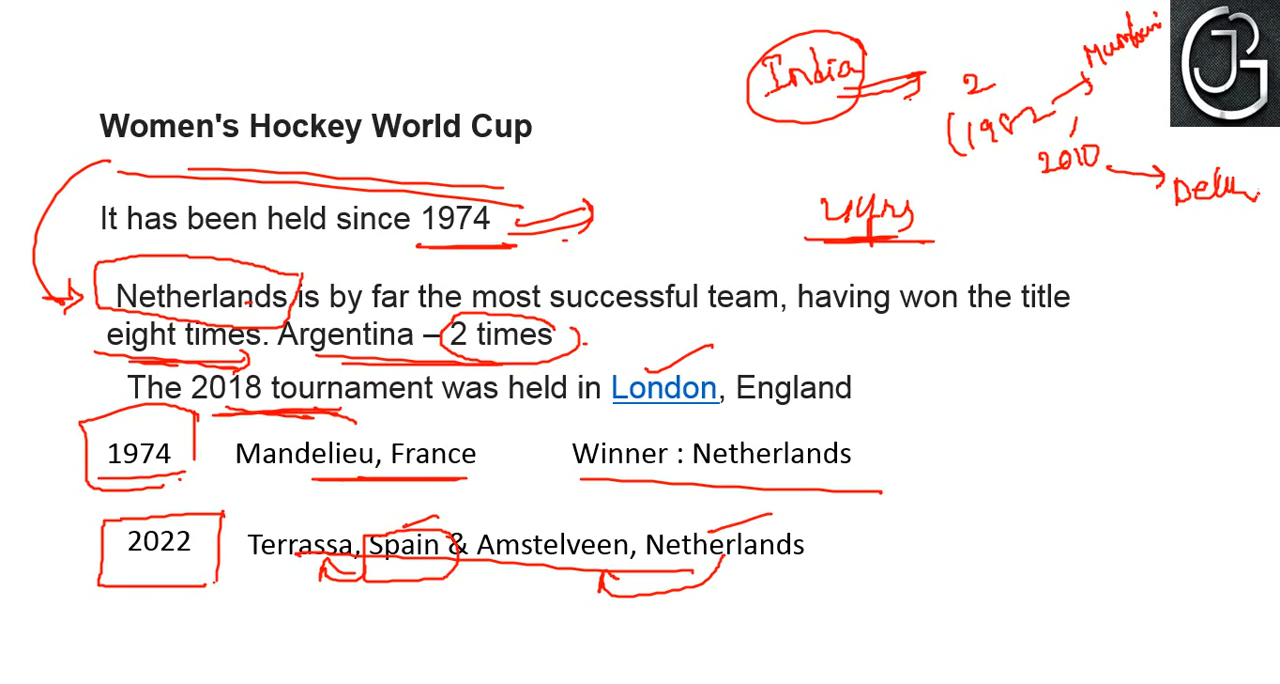 India
2
(1982
Mumbai
2010
Delhi
Women's Hockey World Cup
It has been held since 1974
4yrs
Netherlands is by far the most successful team, having won the title
eight times. Argentina – 2 times
The 2018 tournament was held in London, England
1974 Mandelieu, France Winner : Netherlands
2022 Terrassa, Spain & Amstelveen, Netherlands